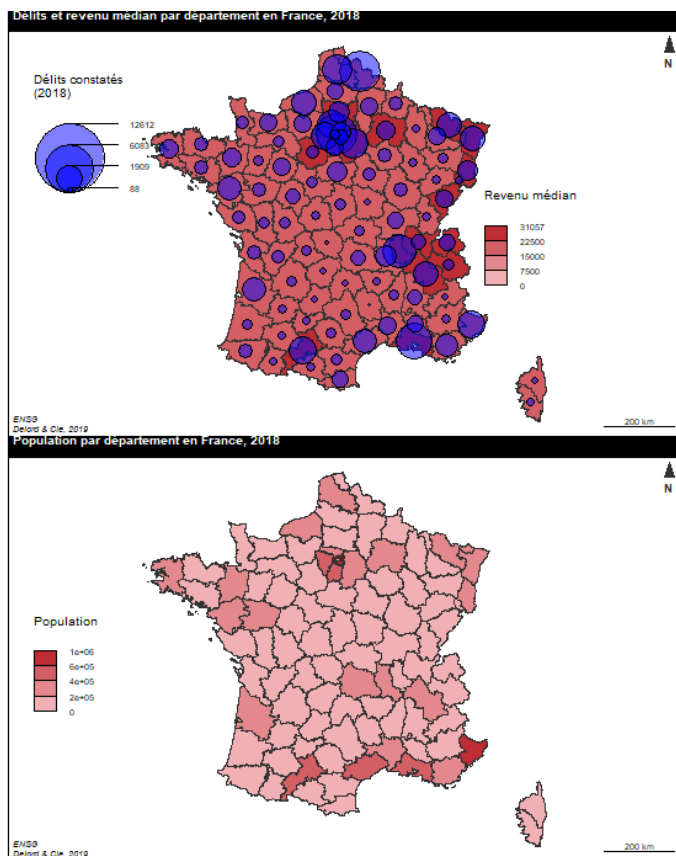 Délits et revenu médian par département en France, 2018
N
Délits constatés
(2018)
12612
6083
1909
88
Revenu médian
31057
22500
15000
7500
0
ENSG
Delord & Cie, 2019
200 km
Population par département en France, 2018
N
Population
1e+06
6e+05
4e+05
2e+05
0
ENSG
Delord & Cie, 2019
200 km